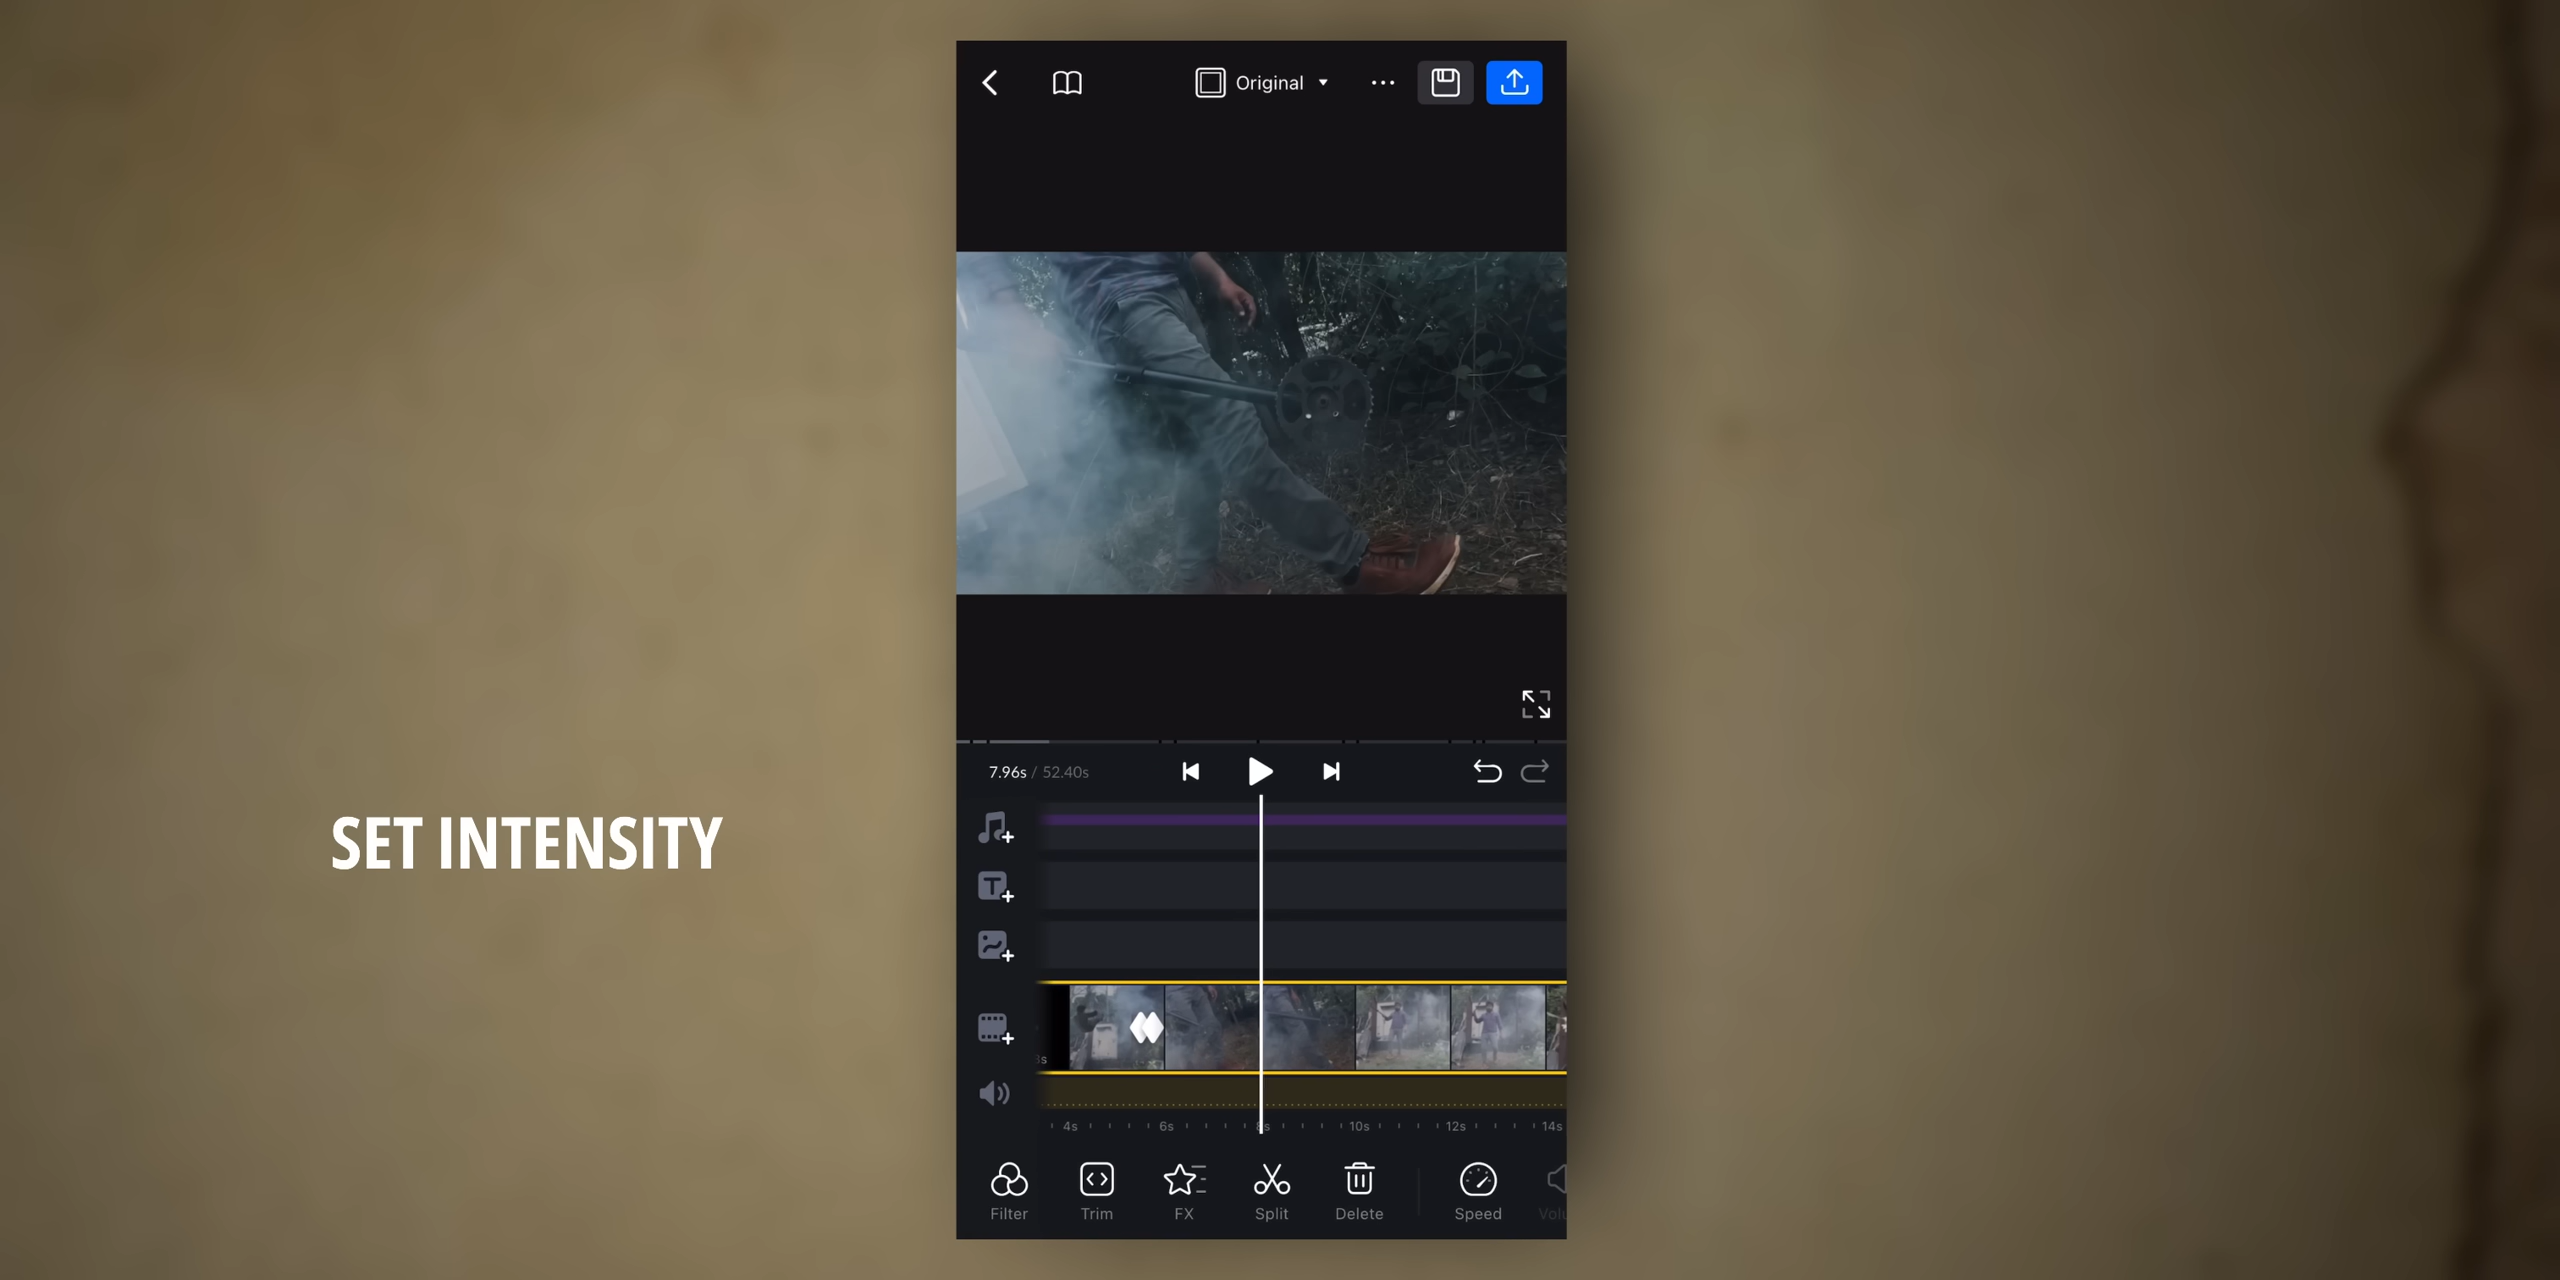 Original
7.96s / 52.40s
SET INTENSITY
4s 6s 8s 10s 12s 14s
Filter Trim FX Split Delete Speed